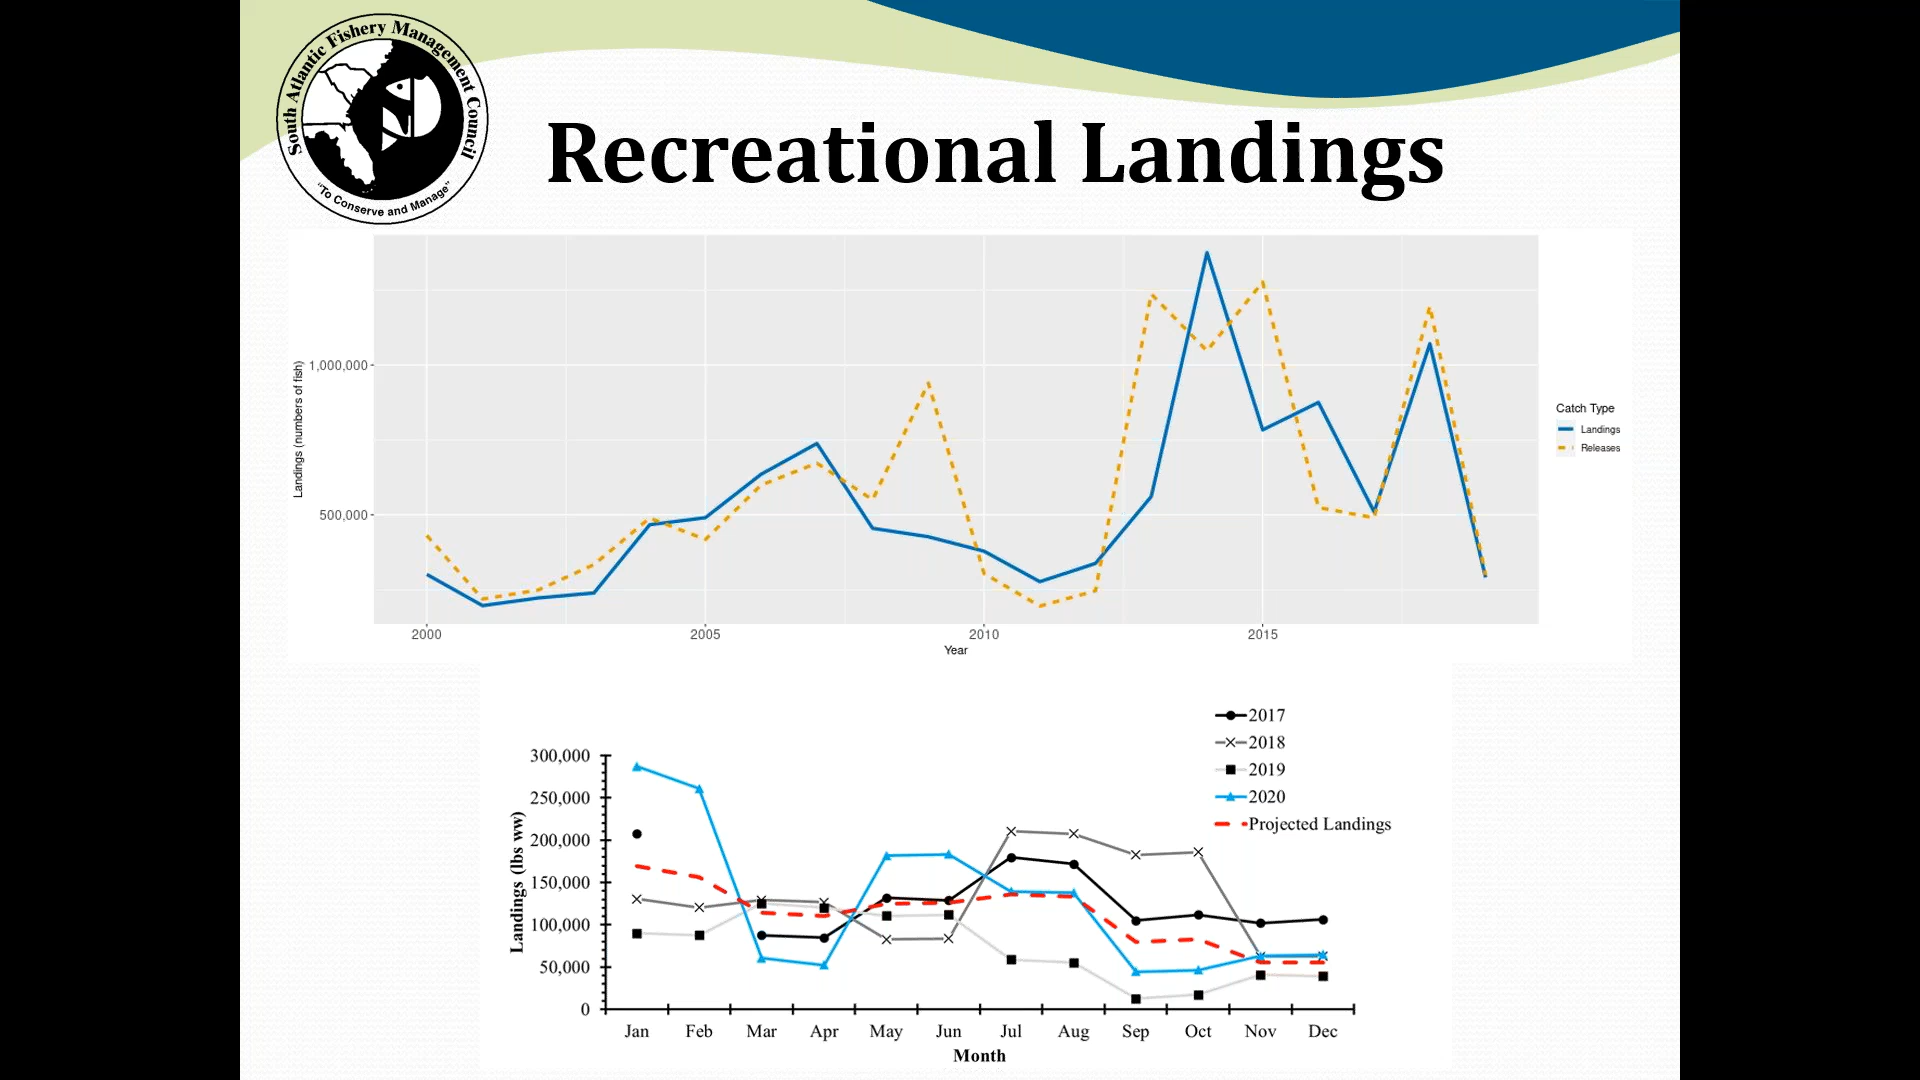 South Atlantic Fishery Management Council
"To Conserve and Manage"
Recreational Landings
Landings (numbers of fish)
1,000,000
500,000
2000 2005 2010 2015
Year
Catch Type
Landings
Releases
2017
2018
2019
2020
Projected Landings
Landings (lbs ww)
300,000
250,000
200,000
150,000
100,000
50,000
0
Jan Feb Mar Apr May Jun Jul Aug Sep Oct Nov Dec
Month